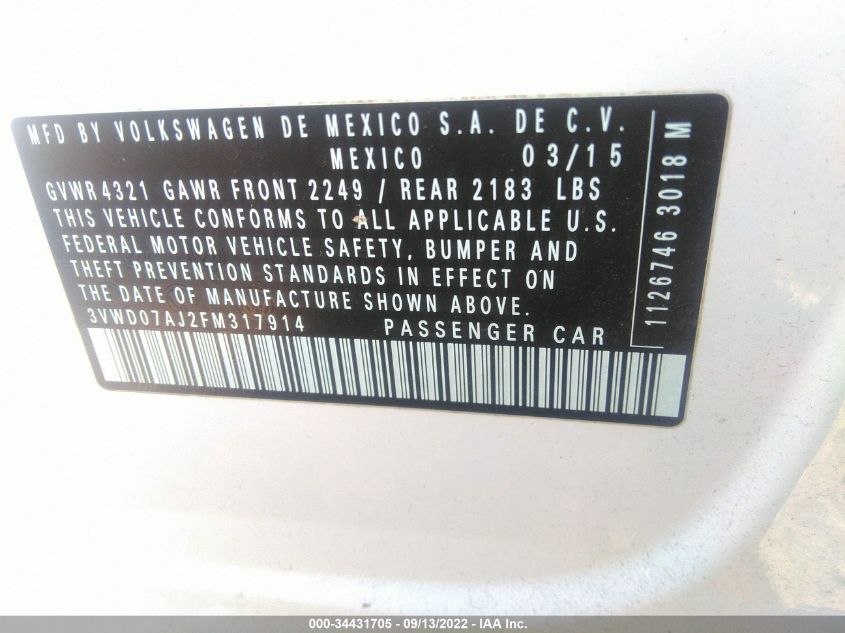 MFD BY VOLKSWAGEN DE MEXICO S.A. DE C.V.
MEXICO 03/15
GVWR 4321 GAWR FRONT 2249 / REAR 2183 LBS
THIS VEHICLE CONFORMS TO ALL APPLICABLE U.S.
FEDERAL MOTOR VEHICLE SAFETY, BUMPER AND
THEFT PREVENTION STANDARDS IN EFFECT ON
THE DATE OF MANUFACTURE SHOWN ABOVE.
3VWD07AJ2FM317914 PASSENGER CAR
1126746 3018 M
000-34431705 - 09/13/2022 - IAA Inc.